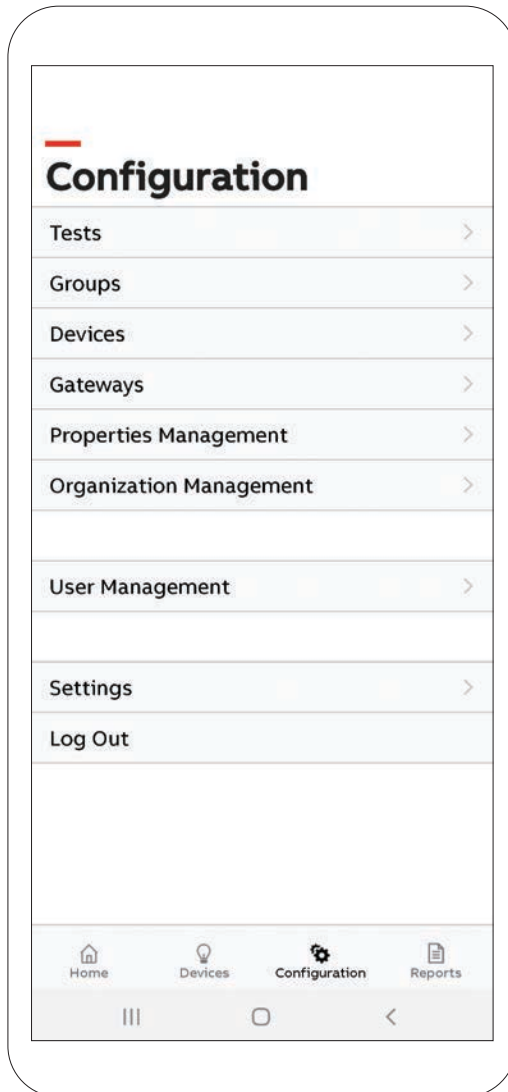 Configuration
Tests
Groups
Devices
Gateways
Properties Management
Organization Management
User Management
Settings
Log Out
Home Devices Configuration Reports